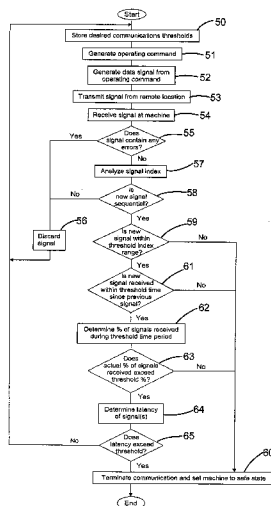 Start
50
Store desired communications thresholds
51
Generate operating command
52
Generate data signal from
operating command
53
Transmit signal from remote location
54
Receive signal at machine
55
Yes
Does
signal contain any
errors?
No
57
Analyze signal index
58
No
Is
new signal
sequential?
Yes
56
Discard
signal
59
Is new
signal within
threshold index
range?
No
Yes
61
Is new
signal received
within threshold time
since previous
signal?
No
Yes
62
Determine % of signals received
during threshold time period
63
Does
actual % of signals
received exceed
threshold %?
No
Yes
64
Determine latency
of signal(s)
65
No
Does
latency exceed
threshold?
Yes
60
Terminate communication and set machine to safe state
End